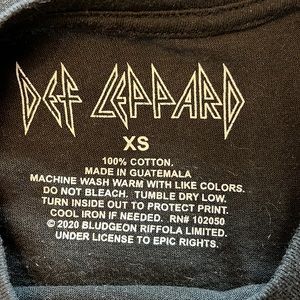 DEF LEPPARD
XS
100% COTTON.
MADE IN GUATEMALA
MACHINE WASH WARM WITH LIKE COLORS.
DO NOT BLEACH. TUMBLE DRY LOW.
TURN INSIDE OUT TO PROTECT PRINT.
COOL IRON IF NEEDED. RN# 102050
© 2020 BLUDGEON RIFFOLA LIMITED.
UNDER LICENSE TO EPIC RIGHTS.